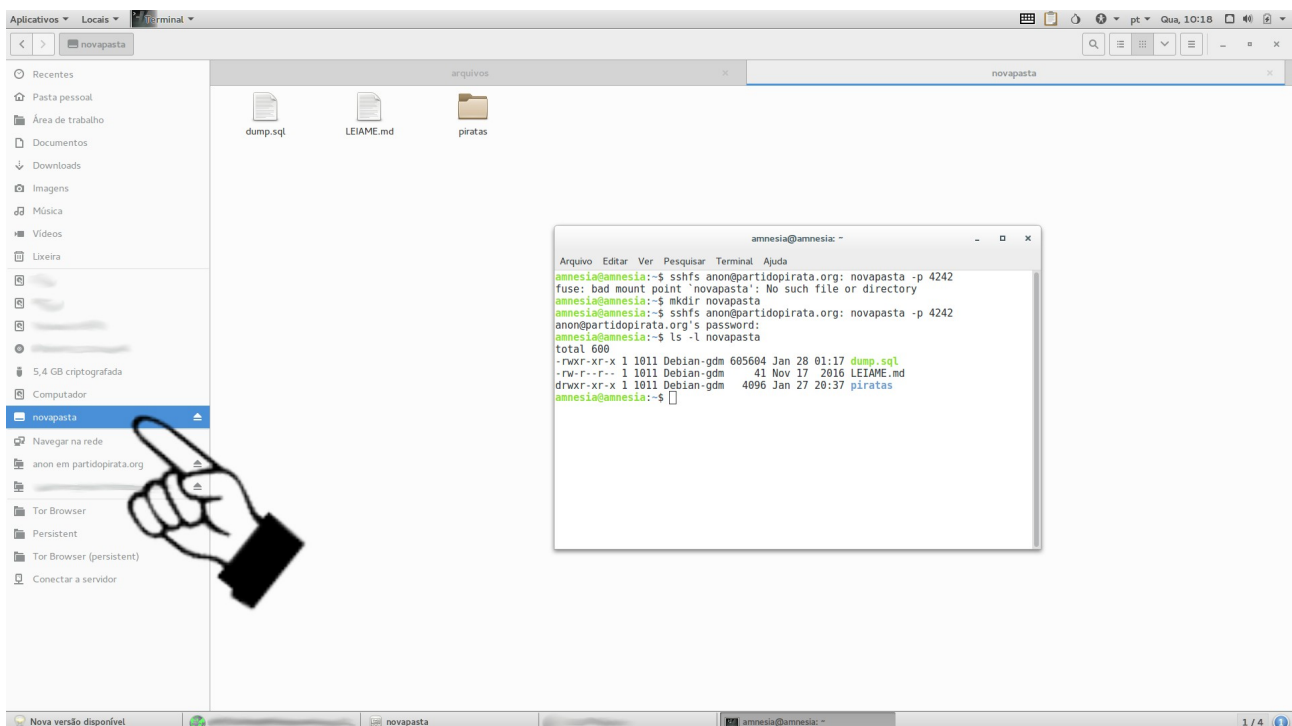 Aplicativos Locais Terminal pt Qua, 10:18
novapasta
Recentes
Pasta pessoal
Área de trabalho
Documentos
Downloads
Imagens
Música
Vídeos
Lixeira
5,4 GB criptografada
Computador
novapasta
Navegar na rede
anon em partidopirata.org
Tor Browser
Persistent
Tor Browser (persistent)
Conectar a servidor
arquivos novapasta
dump.sql LEIAME.md piratas
amnesia@amnesia: ~
Arquivo Editar Ver Pesquisar Terminal Ajuda
amnesia@amnesia:~$ sshfs anon@partidopirata.org: novapasta -p 4242
fuse: bad mount point `novapasta': No such file or directory
amnesia@amnesia:~$ mkdir novapasta
amnesia@amnesia:~$ sshfs anon@partidopirata.org: novapasta -p 4242
anon@partidopirata.org's password:
amnesia@amnesia:~$ ls -l novapasta
total 600
-rwxr-xr-x 1 1011 Debian-gdm 605604 Jan 28 01:17 dump.sql
-rw-r--r-- 1 1011 Debian-gdm 41 Nov 17 2016 LEIAME.md
drwxr-xr-x 1 1011 Debian-gdm 4096 Jan 27 20:37 piratas
amnesia@amnesia:~$
Nova versão disponível novapasta amnesia@amnesia: ~ 1 / 4 1